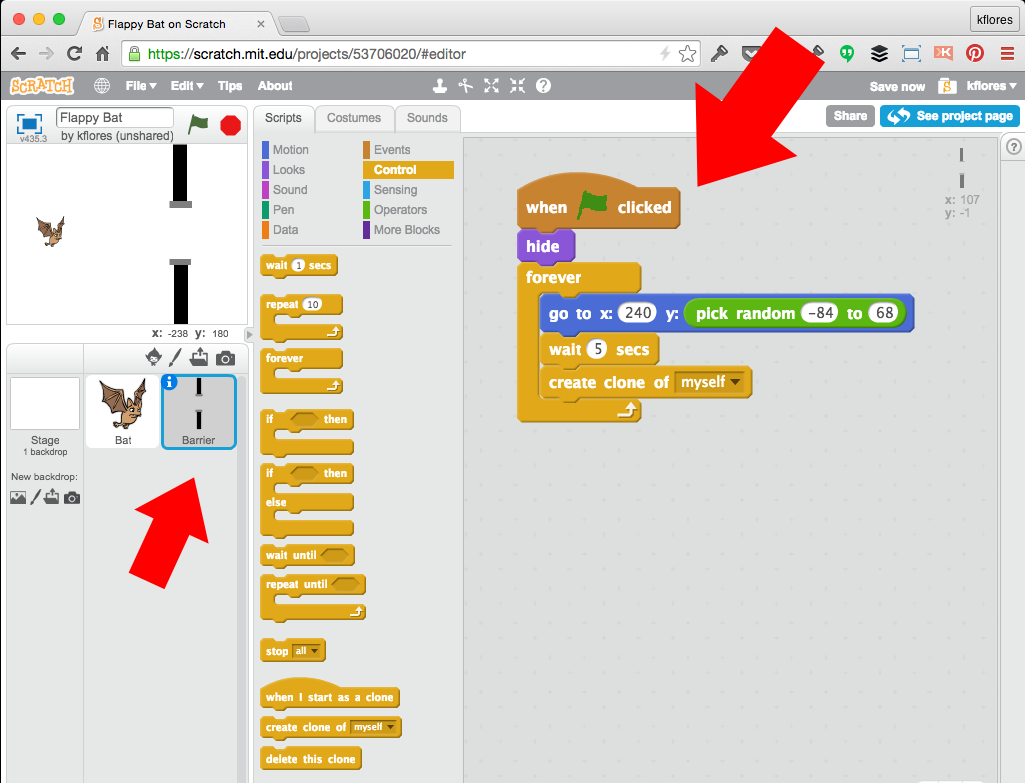 Flappy Bat on Scratch
kflores
https://scratch.mit.edu/projects/53706020/#editor
SCRATCH File Edit Tips About Save now kflores
Flappy Bat
by kflores (unshared)
v435.3
Scripts Costumes Sounds
Share See project page
Motion Events
Looks Control
Sound Sensing
Pen Operators
Data More Blocks
x: -238 y: 180
x: 107
y: -1
Stage
1 backdrop
New backdrop:
Bat
Barrier
wait 1 secs
repeat 10
forever
if then
if then
else
wait until
repeat until
stop all
when I start as a clone
create clone of myself
delete this clone
when clicked
hide
forever
go to x: 240 y: pick random -84 to 68
wait 5 secs
create clone of myself